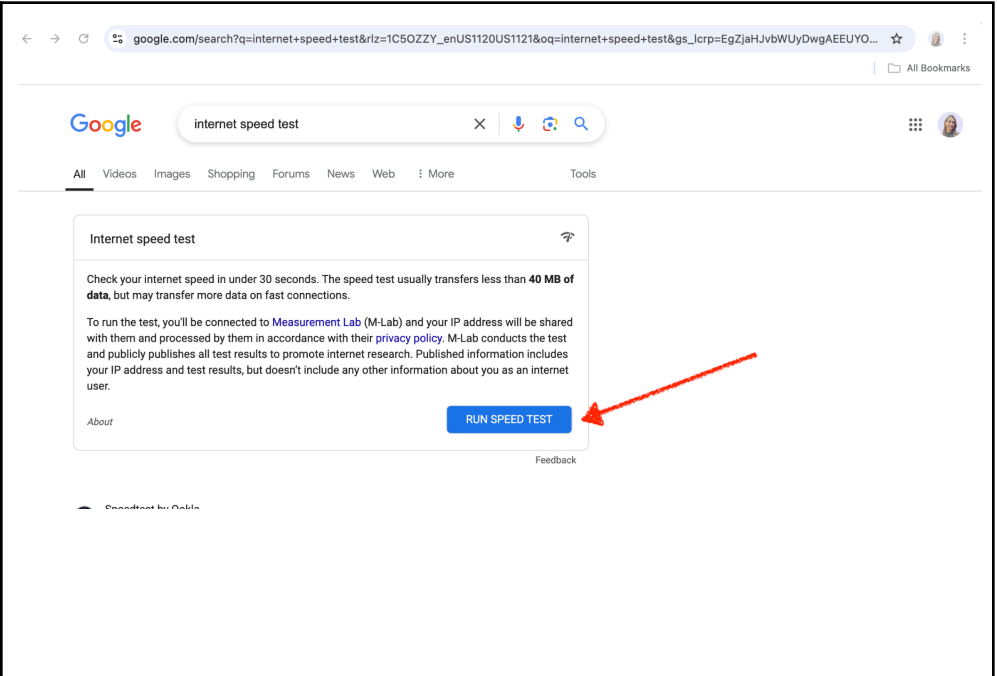 google.com/search?q=internet+speed+test&rlz=1C5OZZY_enUS1120US1121&oq=internet+speed+test&gs_lcrp=EgZjaHJvbWUyDwgAEEUYO...
All Bookmarks
Google internet speed test
All Videos Images Shopping Forums News Web More Tools
Internet speed test
Check your internet speed in under 30 seconds. The speed test usually transfers less than 40 MB of
data, but may transfer more data on fast connections.
To run the test, you'll be connected to Measurement Lab (M-Lab) and your IP address will be shared
with them and processed by them in accordance with their privacy policy. M-Lab conducts the test
and publicly publishes all test results to promote internet research. Published information includes
your IP address and test results, but doesn't include any other information about you as an internet
user.
About RUN SPEED TEST
Feedback
Speedtest by Ookla